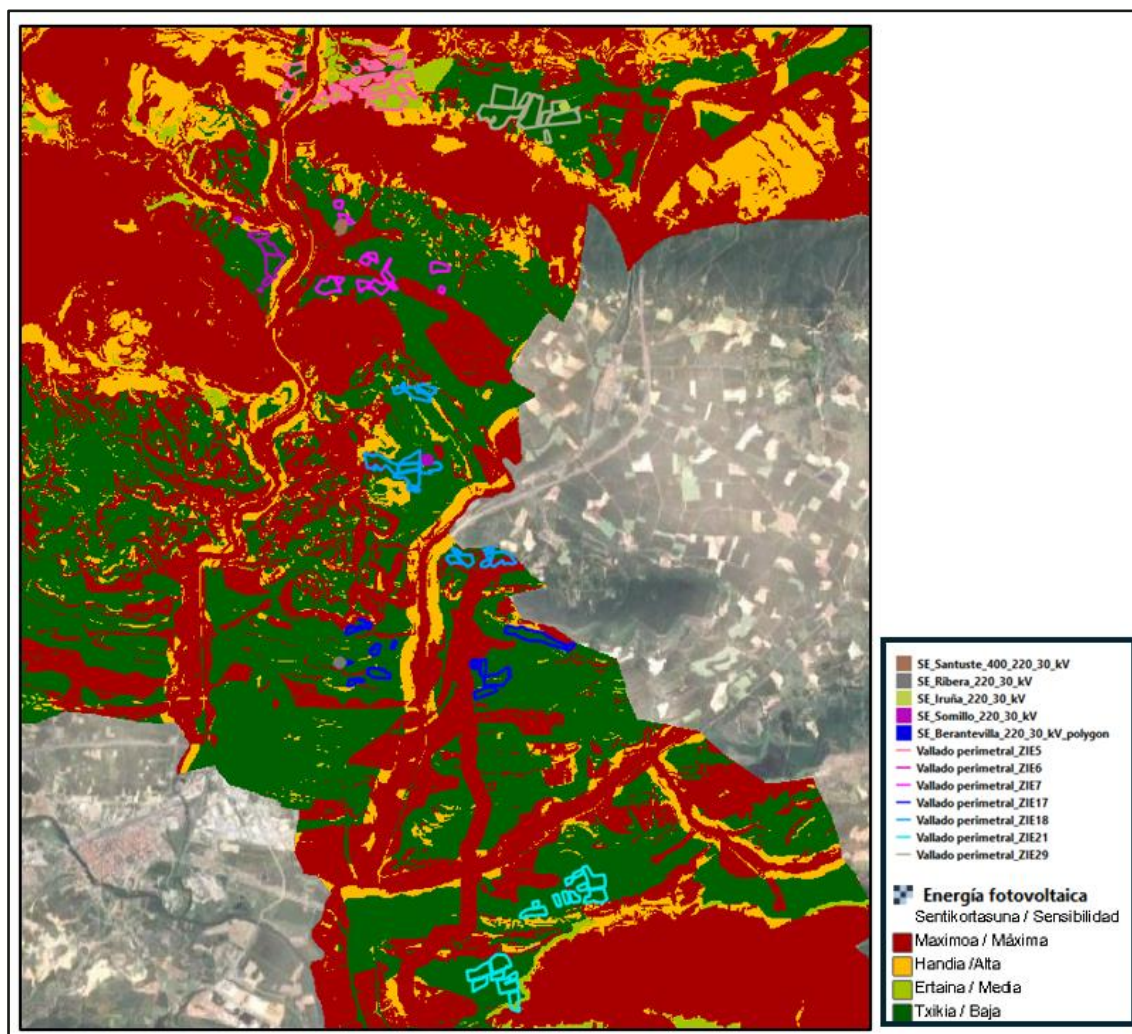 SE_Santuste_400_220_30_kV
SE_Ribera_220_30_kV
SE_Iruña_220_30_kV
SE_Somillo_220_30_kV
SE_Berantevilla_220_30_kV_polygon
Vallado perimetral_ZIE5
Vallado perimetral_ZIE6
Vallado perimetral_ZIE7
Vallado perimetral_ZIE17
Vallado perimetral_ZIE18
Vallado perimetral_ZIE21
Vallado perimetral_ZIE29
Energía fotovoltaica
Sentikortasuna / Sensibilidad
Maximoa / Máxima
Handia /Alta
Ertaina / Media
Txikia / Baja